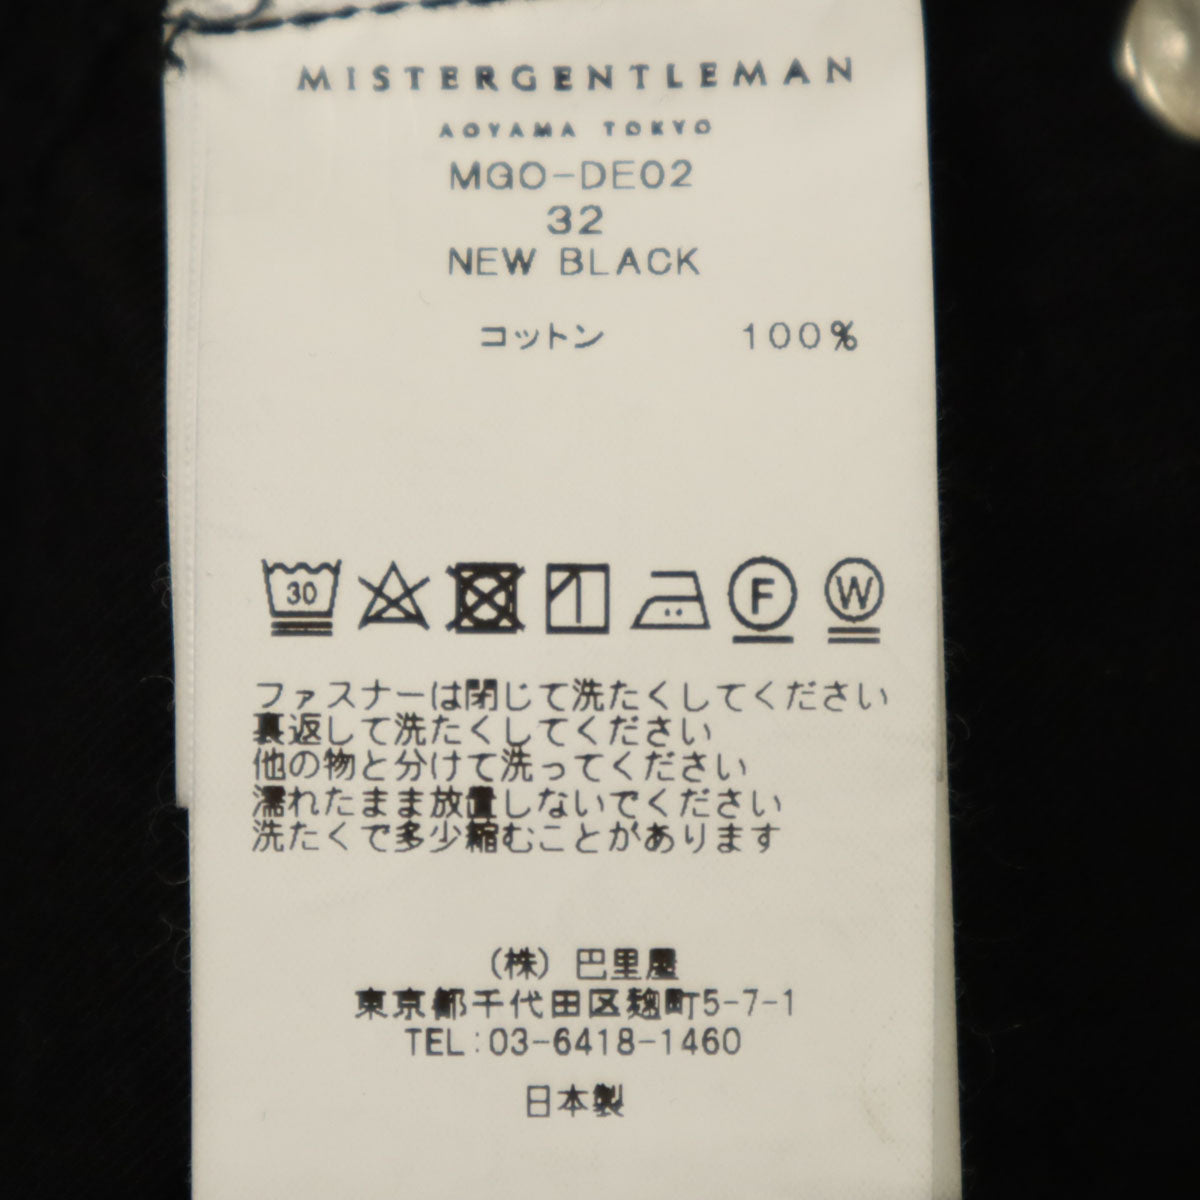 MISTERGENTLEMAN
AOYAMA TOKYO
MGO-DE02
32
NEW BLACK
コットン 100%
30 F W
ファスナーは閉じて洗たくしてください
裏返して洗たくしてください
他の物と分けて洗ってください
濡れたまま放置しないでください
洗たくで多少縮むことがあります
(株) 巴里屋
東京都千代田区麹町5-7-1
TEL:03-6418-1460
日本製